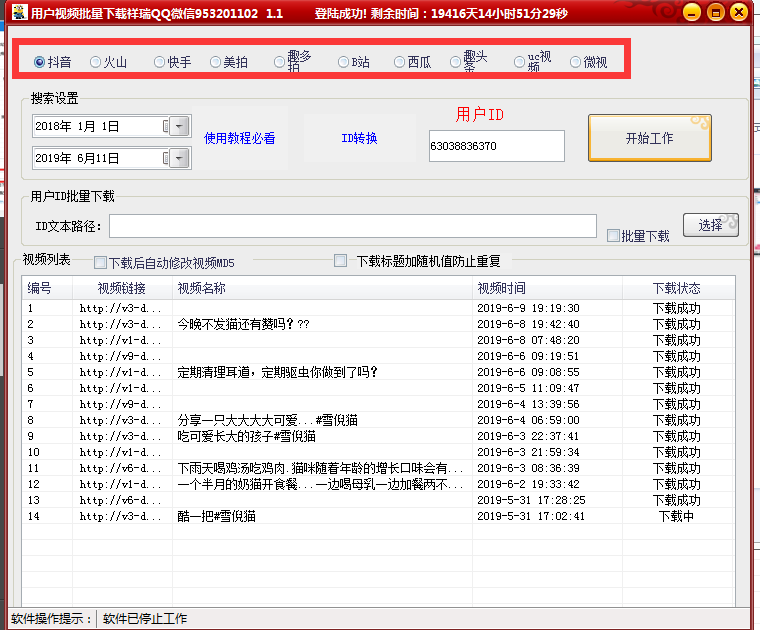 用户视频批量下载祥瑞QQ微信953201102 1.1 登陆成功! 剩余时间：19416天14小时51分29秒
抖音 火山 快手 美拍 趣多拍 B站 西瓜 趣头条 uc视频 微视
搜索设置
用户ID
2018年 1月 1日
使用教程必看 ID转换 63038836370 开始工作
2019年 6月11日
用户ID批量下载
ID文本路径: 批量下载 选择
视频列表 下载后自动修改视频MD5 下载标题加随机值防止重复
编号 视频链接 视频名称 视频时间 下载状态
1 http://v3-d... 2019-6-9 19:19:30 下载成功
2 http://v3-d... 今晚不发猫还有赞吗？?? 2019-6-8 19:42:40 下载成功
3 http://v1-d... 2019-6-8 07:48:20 下载成功
4 http://v9-d... 2019-6-6 09:19:51 下载成功
5 http://v1-d... 定期清理耳道，定期驱虫你做到了吗？ 2019-6-6 09:08:55 下载成功
6 http://v1-d... 2019-6-5 11:09:47 下载成功
7 http://v9-d... 2019-6-4 13:39:56 下载成功
8 http://v3-d... 分享一只大大大大可爱...#雪倪猫 2019-6-4 06:59:00 下载成功
9 http://v3-d... 吃可爱长大的孩子#雪倪猫 2019-6-3 22:37:41 下载成功
10 http://v1-d... 2019-6-3 21:59:34 下载成功
11 http://v6-d... 下雨天喝鸡汤吃鸡肉.猫咪随着年龄的增长口味会有... 2019-6-3 08:36:39 下载成功
12 http://v1-d... 一个半月的奶猫开食餐...一边喝母乳一边加餐两不... 2019-6-2 19:33:42 下载成功
13 http://v6-d... 2019-5-31 17:28:25 下载成功
14 http://v3-d... 酷一把#雪倪猫 2019-5-31 17:02:41 下载中
软件操作提示： 软件已停止工作